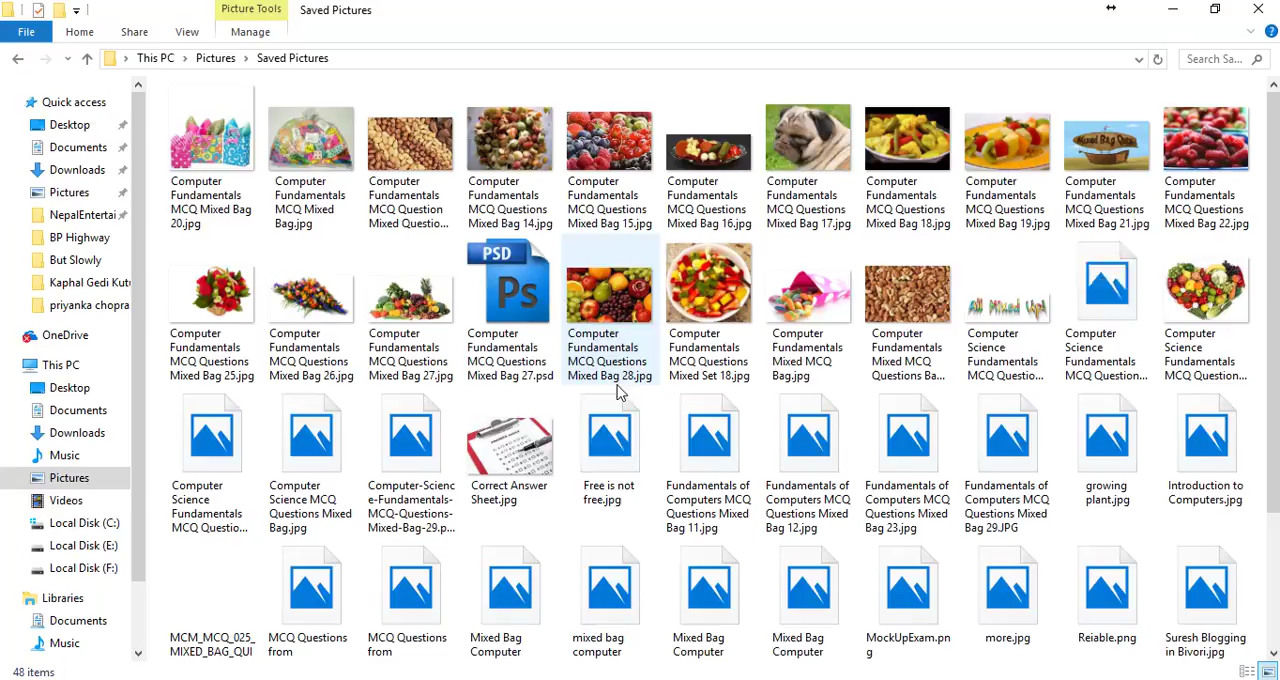 Picture Tools
Saved Pictures
File
Home
Share
View
Manage
This PC
Pictures
Saved Pictures
Search Sa...
Quick access
Desktop
Documents
Downloads
Pictures
NepalEntertai
BP Highway
But Slowly
Kaphal Gedi Kutu
priyanka chopra
OneDrive
This PC
Desktop
Documents
Downloads
Music
Pictures
Videos
Local Disk (C:)
Local Disk (E:)
Local Disk (F:)
Libraries
Documents
Music
48 items
Computer
Fundamentals
MCQ Mixed Bag
20.jpg
Computer
Fundamentals
MCQ Mixed
Bag.jpg
Computer
Fundamentals
MCQ Question
Mixed Questio...
Computer
Fundamentals
MCQ Questions
Mixed Bag 14.jpg
Computer
Fundamentals
MCQ Questions
Mixed Bag 15.jpg
Computer
Fundamentals
MCQ Questions
Mixed Bag 16.jpg
Computer
Fundamentals
MCQ Questions
Mixed Bag 17.jpg
Computer
Fundamentals
MCQ Questions
Mixed Bag 18.jpg
Computer
Fundamentals
MCQ Questions
Mixed Bag 19.jpg
Mixed Bag Quiz
Computer
Fundamentals
MCQ Questions
Mixed Bag 21.jpg
Computer
Fundamentals
MCQ Questions
Mixed Bag 22.jpg
Computer
Fundamentals
MCQ Questions
Mixed Bag 25.jpg
Computer
Fundamentals
MCQ Questions
Mixed Bag 26.jpg
Computer
Fundamentals
MCQ Questions
Mixed Bag 27.jpg
PSD
Ps
Computer
Fundamentals
MCQ Questions
Mixed Bag 27.psd
Computer
Fundamentals
MCQ Questions
Mixed Bag 28.jpg
Computer
Fundamentals
MCQ Questions
Mixed Set 18.jpg
Computer
Fundamentals
Mixed MCQ
Bag.jpg
Computer
Fundamentals
Mixed MCQ
Questions Ba...
All Mixed Up!
Computer
Science
Fundamentals
MCQ Questio...
Computer
Science
Fundamentals
MCQ Question...
Computer
Science
Fundamentals
MCQ Questio...
Computer
Science
Fundamentals
MCQ Questio...
Computer
Science MCQ
Questions Mixed
Bag.jpg
Computer-Scienc
e-Fundamentals-
MCQ-Questions-
Mixed-Bag-29.p...
Correct Answer
Sheet.jpg
Free is not
free.jpg
Fundamentals of
Computers MCQ
Questions Mixed
Bag 11.jpg
Fundamentals of
Computers MCQ
Questions Mixed
Bag 12.jpg
Fundamentals of
Computers MCQ
Questions Mixed
Bag 23.jpg
Fundamentals of
Computers MCQ
Questions Mixed
Bag 29.JPG
growing
plant.jpg
Introduction to
Computers.jpg
MCM_MCQ_025_
MIXED_BAG_QUI
MCQ Questions
from
MCQ Questions
from
Mixed Bag
Computer
mixed bag
computer
Mixed Bag
Computer
Mixed Bag
Computer
MockUpExam.pn
g
more.jpg
Reiable.png
Suresh Blogging
in Bivori.jpg